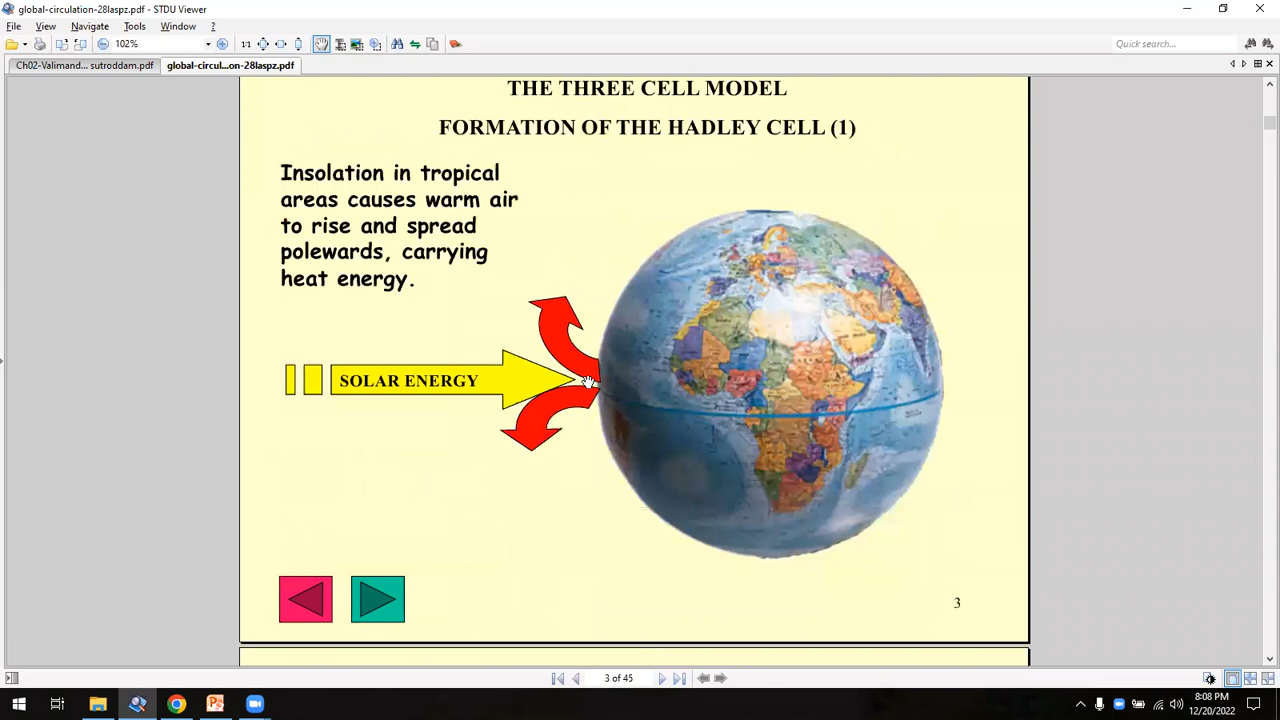 global-circulation-28laspz.pdf - STDU Viewer
File View Navigate Tools Window ?
102%
1:1
Quick search...
Ch02-Valimand... sutroddam.pdf
global-circul...on-28laspz.pdf
THE THREE CELL MODEL
FORMATION OF THE HADLEY CELL (1)
Insolation in tropical
areas causes warm air
to rise and spread
polewards, carrying
heat energy.
SOLAR ENERGY
3
3 of 45
8:08 PM
12/20/2022